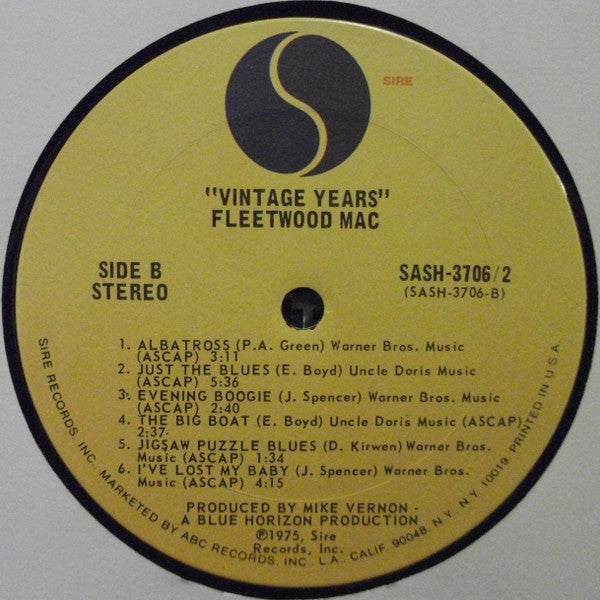 SIRE
"VINTAGE YEARS"
FLEETWOOD MAC
SIDE B
STEREO
SASH-3706/2
(SASH-3706-B)
1. ALBATROSS (P.A. Green) Warner Bros. Music
(ASCAP) 3:11
2. JUST THE BLUES (E. Boyd) Uncle Doris Music
(ASCAP) 5:36
3. EVENING BOOGIE (J. Spencer) Warner Bros. Music
(ASCAP) 2:40
4. THE BIG BOAT (E. Boyd) Uncle Doris Music (ASCAP)
2:37
5. JIGSAW PUZZLE BLUES (D. Kirwen) Warner Bros.
Music (ASCAP) 1:34
6. I'VE LOST MY BABY (J. Spencer) Warner Bros.
Music (ASCAP) 4:15
PRODUCED BY MIKE VERNON -
A BLUE HORIZON PRODUCTION
℗1975, Sire
Records, Inc.
SIRE RECORDS, INC. MARKETED BY ABC RECORDS, INC., L.A., CALIF. 90048, N.Y., N.Y. 10019. PRINTED IN U.S.A.